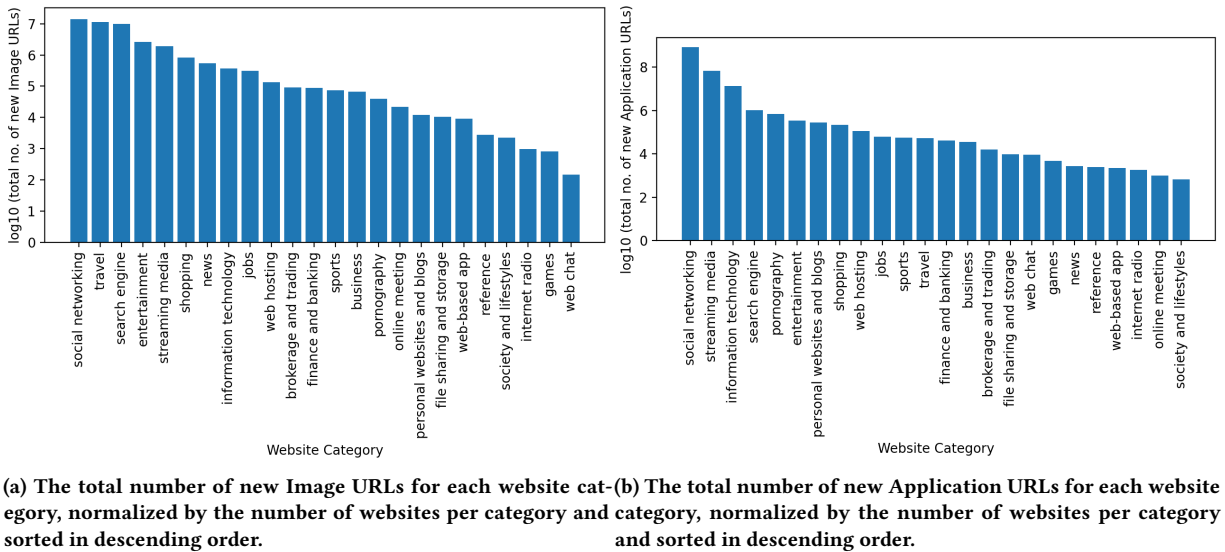 log10 (total no. of new Image URLs)
7
6
5
4
3
2
1
0
social networking
travel
search engine
entertainment
streaming media
shopping
news
information technology
jobs
web hosting
brokerage and trading
finance and banking
sports
business
pornography
online meeting
personal websites and blogs
file sharing and storage
web-based app
reference
society and lifestyles
internet radio
games
web chat
Website Category
(a) The total number of new Image URLs for each website cat-
egory, normalized by the number of websites per category and
sorted in descending order.
log10 (total no. of new Application URLs)
8
6
4
2
0
social networking
streaming media
information technology
search engine
pornography
entertainment
personal websites and blogs
shopping
web hosting
jobs
sports
travel
finance and banking
business
brokerage and trading
file sharing and storage
web chat
games
news
reference
web-based app
internet radio
online meeting
society and lifestyles
Website Category
(b) The total number of new Application URLs for each website
category, normalized by the number of websites per category
and sorted in descending order.